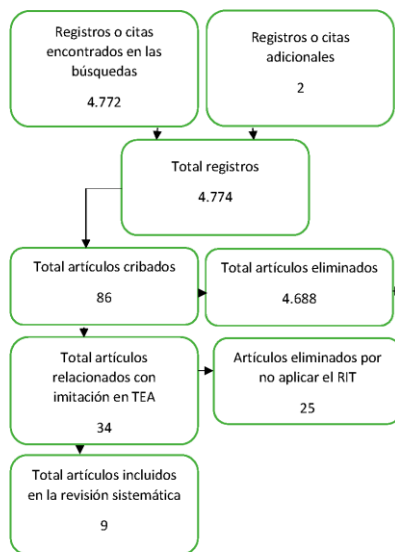 Registros o citas
encontrados en las
búsquedas
4.772
Registros o citas
adicionales
2
Total registros
4.774
Total artículos cribados
86
Total artículos eliminados
4.688
Total artículos
relacionados con
imitación en TEA
34
Artículos eliminados por
no aplicar el RIT
25
Total artículos incluidos
en la revisión sistemática
9